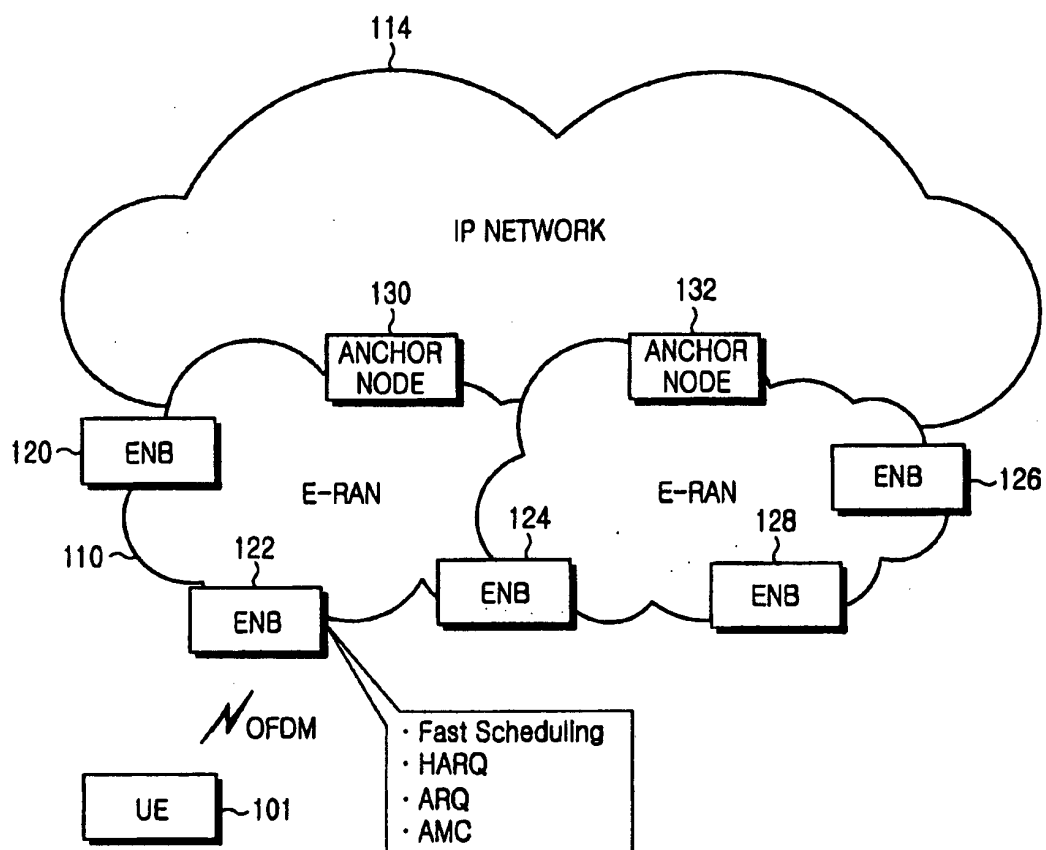 114
IP NETWORK
130
132
ANCHOR
NODE
ANCHOR
NODE
120
ENB
ENB
126
E-RAN
E-RAN
110
122
124
128
ENB
ENB
ENB
OFDM
· Fast Scheduling
· HARQ
· ARQ
· AMC
UE
101